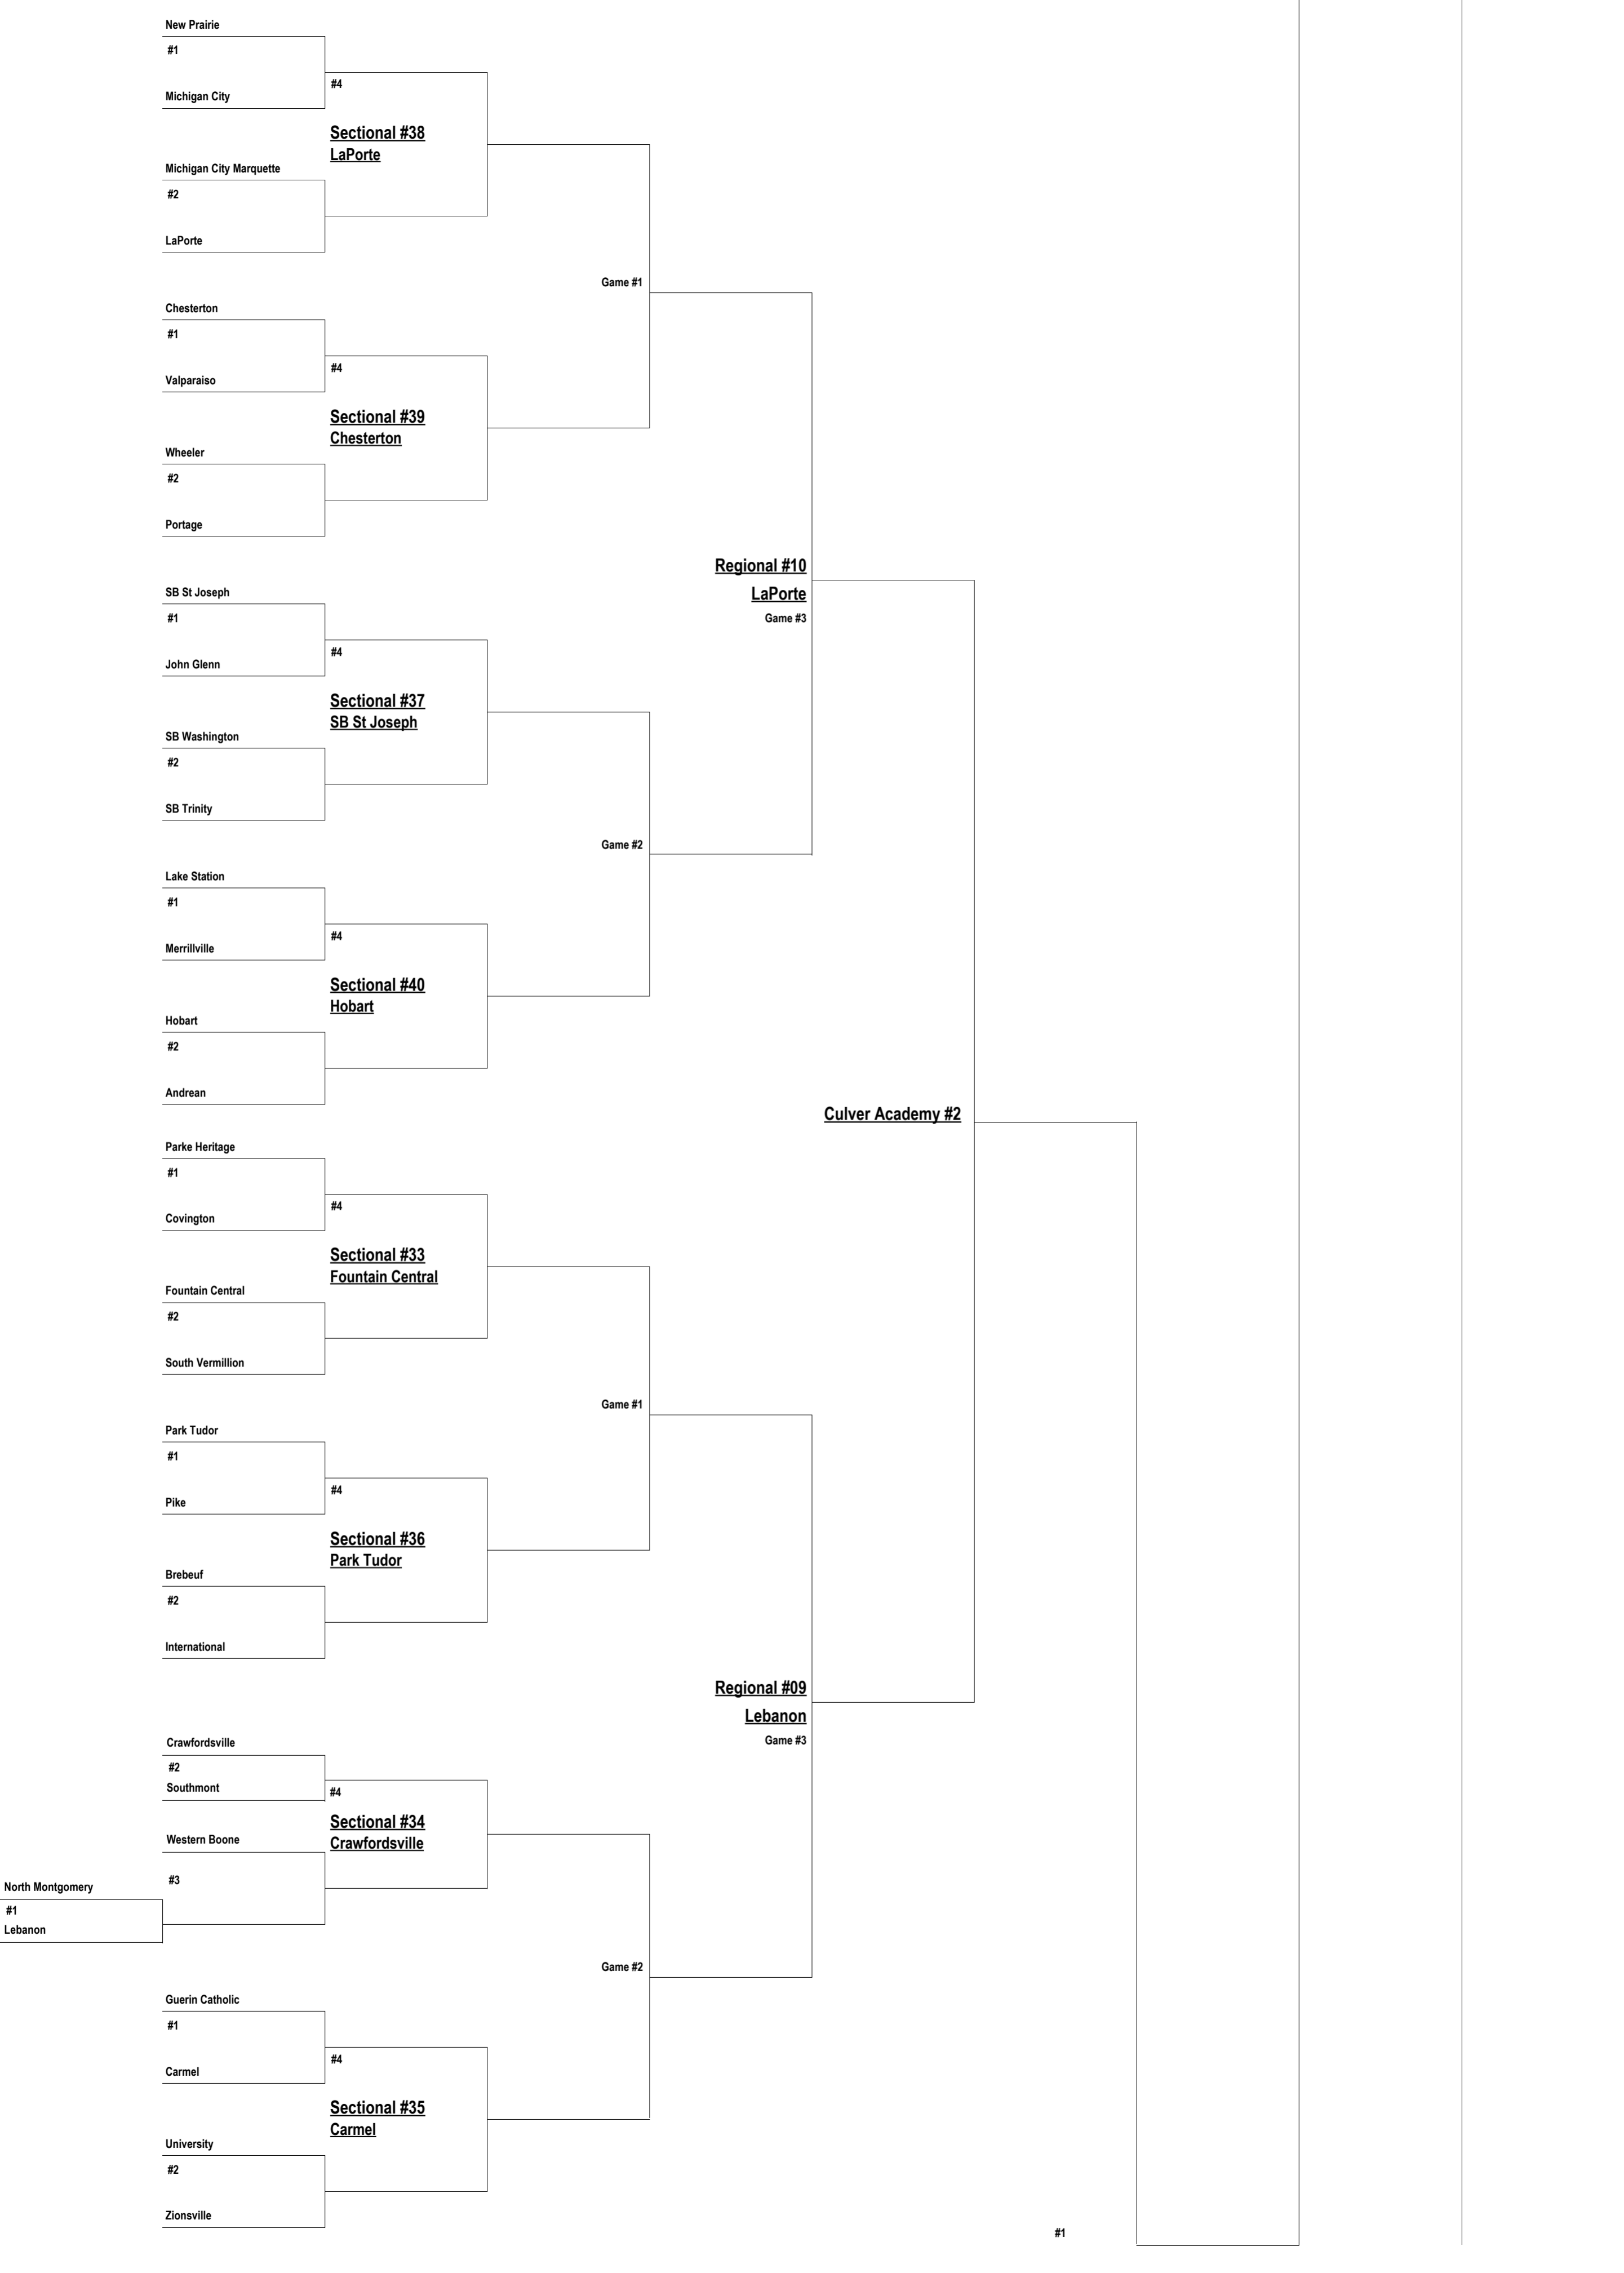 New Prairie
#1
#4
Michigan City
Sectional #38
LaPorte
Michigan City Marquette
#2
LaPorte
Game #1
Chesterton
#1
#4
Valparaiso
Sectional #39
Chesterton
Wheeler
#2
Portage
Regional #10
LaPorte
Game #3
SB St Joseph
#1
#4
John Glenn
Sectional #37
SB St Joseph
SB Washington
#2
SB Trinity
Game #2
Lake Station
#1
#4
Merrillville
Sectional #40
Hobart
Hobart
#2
Andrean
Culver Academy #2
Parke Heritage
#1
#4
Covington
Sectional #33
Fountain Central
Fountain Central
#2
South Vermillion
Game #1
Park Tudor
#1
#4
Pike
Sectional #36
Park Tudor
Brebeuf
#2
International
Regional #09
Lebanon
Game #3
Crawfordsville
#2
Southmont
#4
Sectional #34
Crawfordsville
Western Boone
#3
North Montgomery
#1
Lebanon
Game #2
Guerin Catholic
#1
#4
Carmel
Sectional #35
Carmel
University
#2
Zionsville
#1